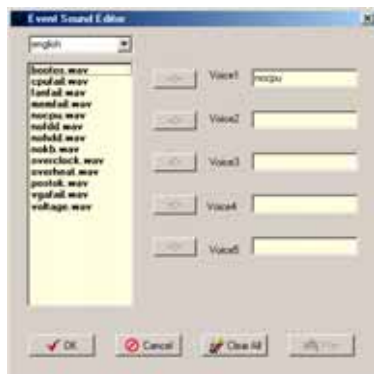 Event Sound Editor
english
bootos.wav
cpufail.wav
fanfail.wav
memfail.wav
nocpu.wav
nofdd.wav
nohdd.wav
nokb.wav
overclock.wav
overheat.wav
postok.wav
vgafail.wav
voltage.wav
Voice1 nocpu
Voice2
Voice3
Voice4
Voice5
OK Cancel Clear All